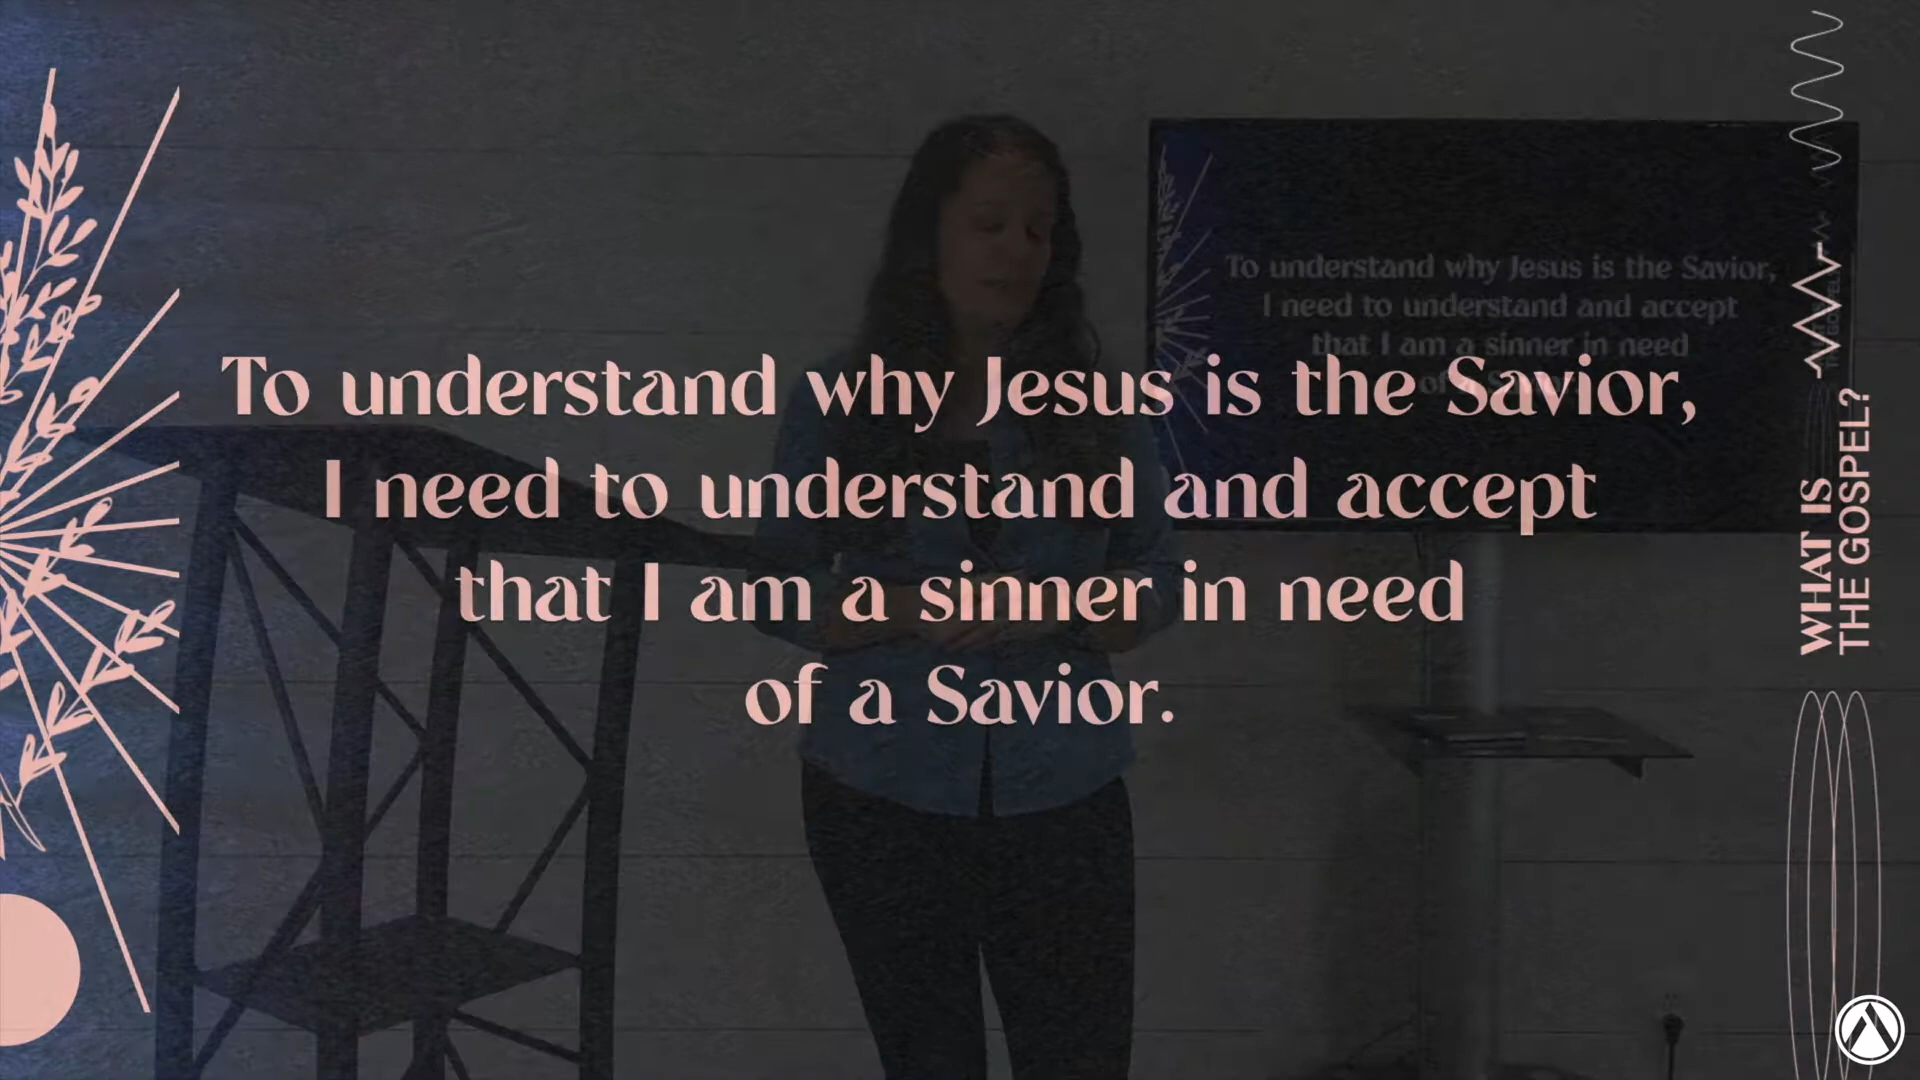 To understand why Jesus is the Savior,
I need to understand and accept
that I am a sinner in need
of a Savior.
WHAT IS
THE GOSPEL?
To understand why Jesus is the Savior,
I need to understand and accept
that I am a sinner in need